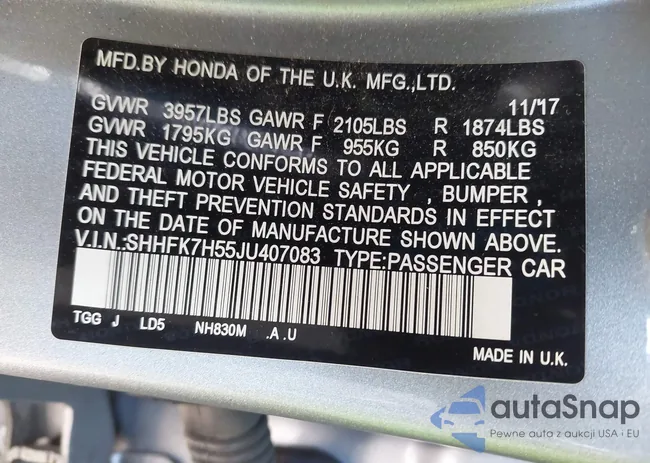 MFD.BY HONDA OF THE U.K. MFG.,LTD.
11/'17
GVWR 3957LBS GAWR F 2105LBS R 1874LBS
GVWR 1795KG GAWR F 955KG R 850KG
THIS VEHICLE CONFORMS TO ALL APPLICABLE
FEDERAL MOTOR VEHICLE SAFETY , BUMPER ,
AND THEFT PREVENTION STANDARDS IN EFFECT
ON THE DATE OF MANUFACTURE SHOWN ABOVE.
V.I.N.:SHHFK7H55JU407083 TYPE:PASSENGER CAR
TGG J LD5 NH830M .A .U
MADE IN U.K.
autaSnap
Pewne auta z aukcji USA • EU